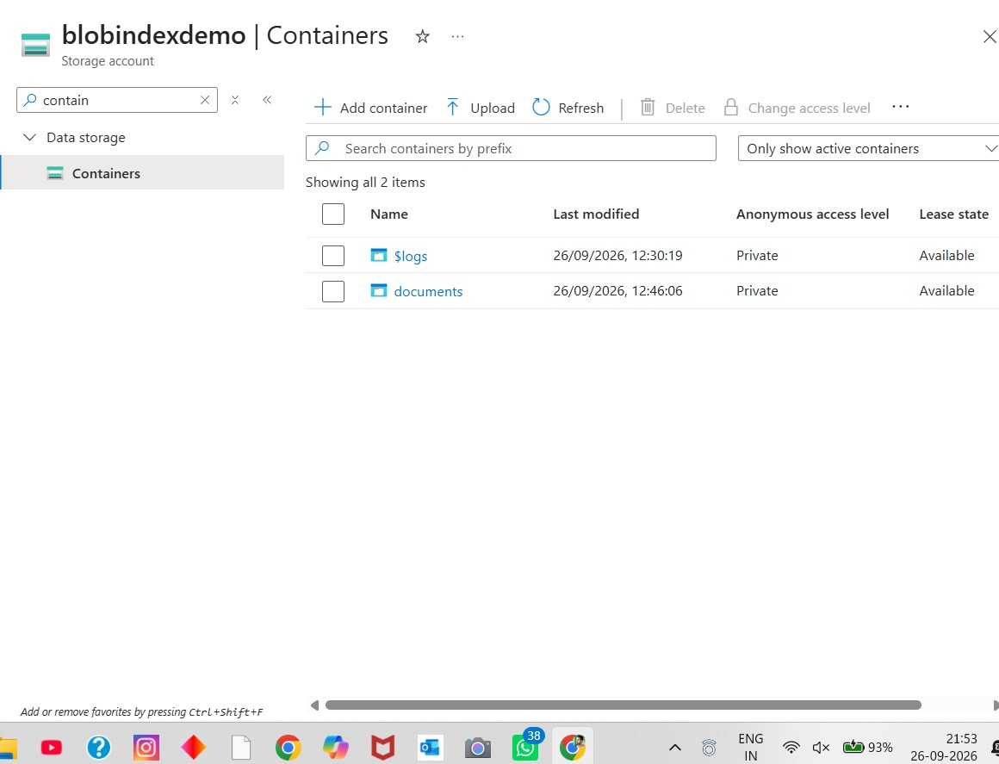 blobindexdemo | Containers
Storage account
contain
Data storage
Containers
Add container Upload Refresh Delete Change access level
Search containers by prefix
Only show active containers
Showing all 2 items
Name Last modified Anonymous access level Lease state
$logs 26/09/2026, 12:30:19 Private Available
documents 26/09/2026, 12:46:06 Private Available
Add or remove favorites by pressing Ctrl+Shift+F
38
ENG
IN
93%
21:53
26-09-2026